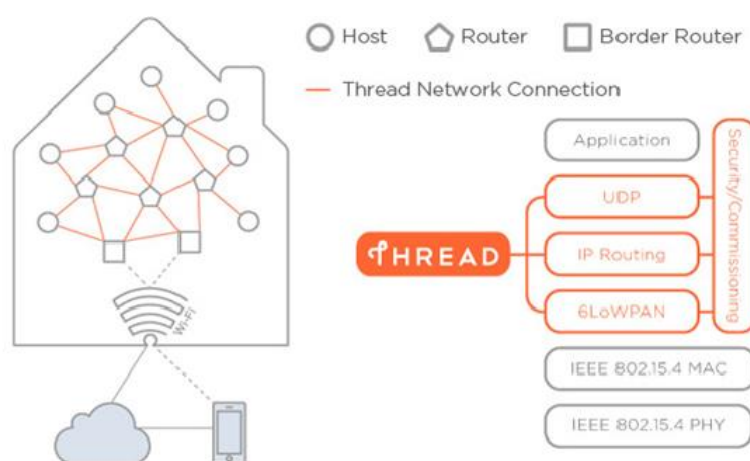 Host
Router
Border Router
Thread Network Connection
Application
UDP
IP Routing
6LoWPAN
Security/Commissioning
THREAD
IEEE 802.15.4 MAC
IEEE 802.15.4 PHY
Wi-Fi